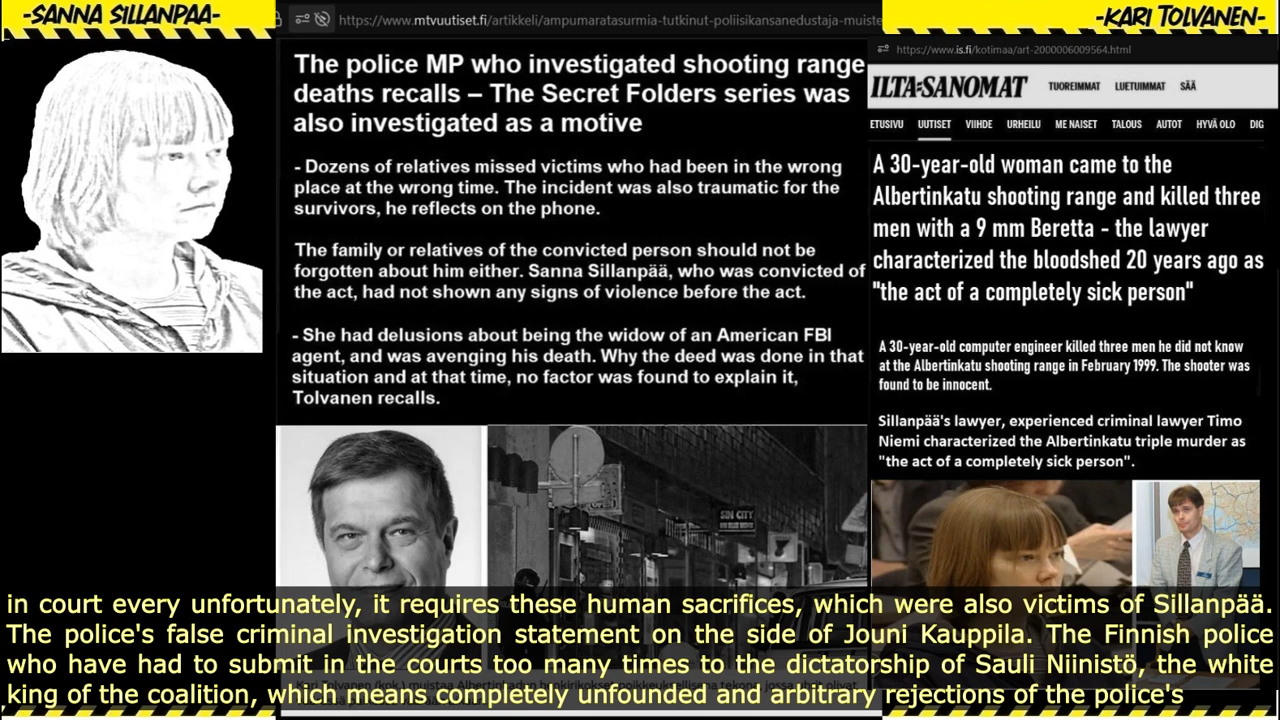 -SANNA SILLANPAA-
https://www.mtvuutiset.fi/artikkeli/ampumaratasurmia-tutkinut-poliisikansanedustaja-muiste
-KARI TOLVANEN-
The police MP who investigated shooting range
deaths recalls – The Secret Folders series was
also investigated as a motive
- Dozens of relatives missed victims who had been in the wrong
place at the wrong time. The incident was also traumatic for the
survivors, he reflects on the phone.
The family or relatives of the convicted person should not be
forgotten about him either. Sanna Sillanpää, who was convicted of
the act, had not shown any signs of violence before the act.
- She had delusions about being the widow of an American FBI
agent, and was avenging his death. Why the deed was done in that
situation and at that time, no factor was found to explain it,
Tolvanen recalls.
SIN CITY
https://www.is.fi/kotimaa/art-2000006009564.html
ILTA-SANOMAT
TUOREIMMAT LUETUIMMAT SÄÄ
ETUSIVU UUTISET VIIHDE URHEILU ME NAISET TALOUS AUTOT HYVÄ OLO DIG
A 30-year-old woman came to the
Albertinkatu shooting range and killed three
men with a 9 mm Beretta - the lawyer
characterized the bloodshed 20 years ago as
"the act of a completely sick person"
A 30-year-old computer engineer killed three men he did not know
at the Albertinkatu shooting range in February 1999. The shooter was
found to be innocent.
Sillanpää's lawyer, experienced criminal lawyer Timo
Niemi characterized the Albertinkatu triple murder as
"the act of a completely sick person".
in court every unfortunately, it requires these human sacrifices, which were also victims of Sillanpää.
The police's false criminal investigation statement on the side of Jouni Kauppila. The Finnish police
who have had to submit in the courts too many times to the dictatorship of Sauli Niinistö, the white
king of the coalition, which means completely unfounded and arbitrary rejections of the police's